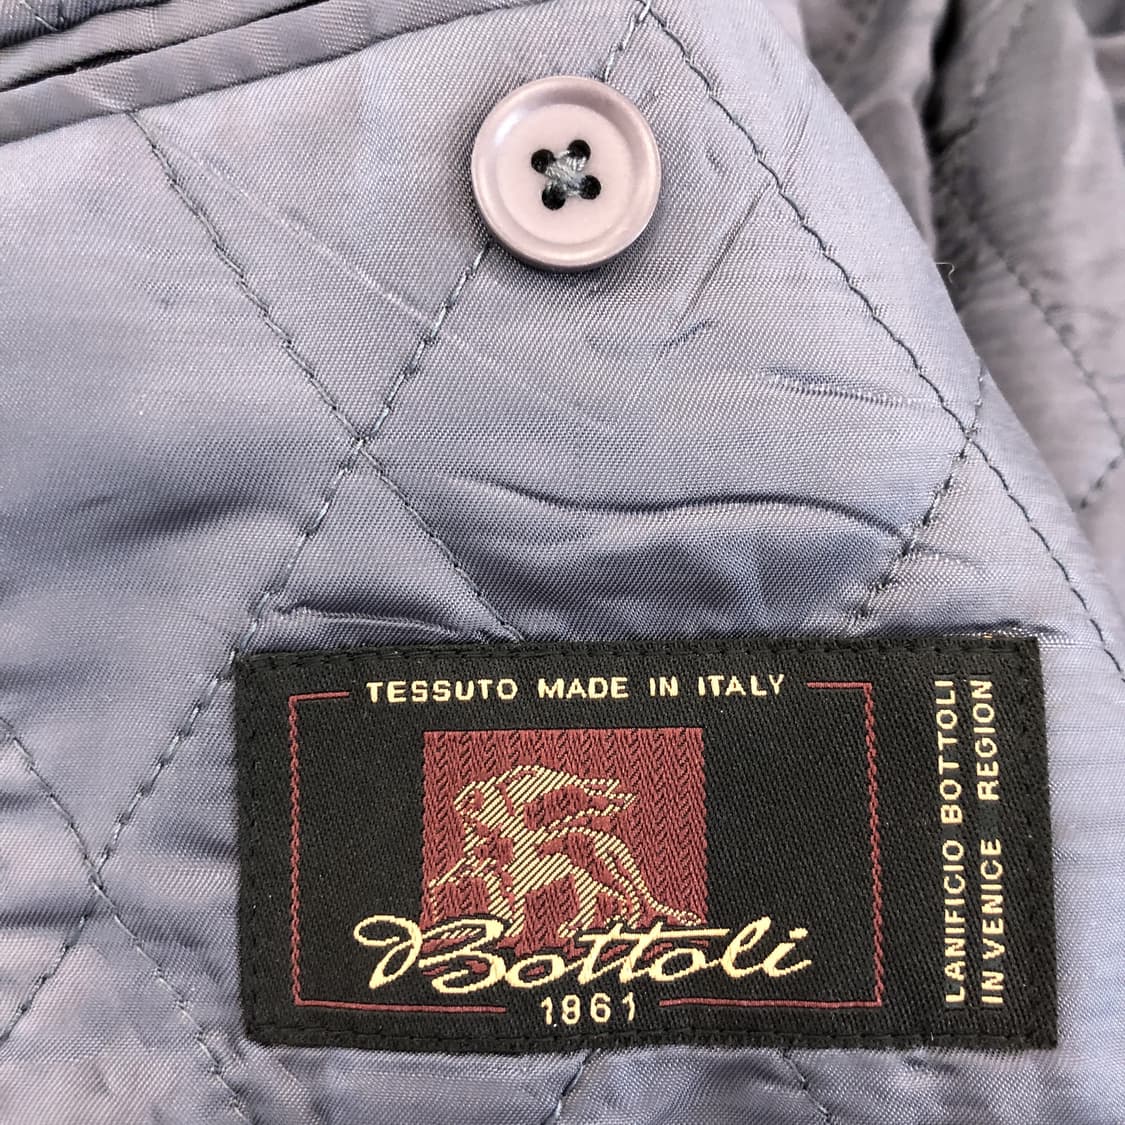 TESSUTO MADE IN ITALY
Bottoli
1861
LANIFICIO BOTTOLI
IN VENICE REGION